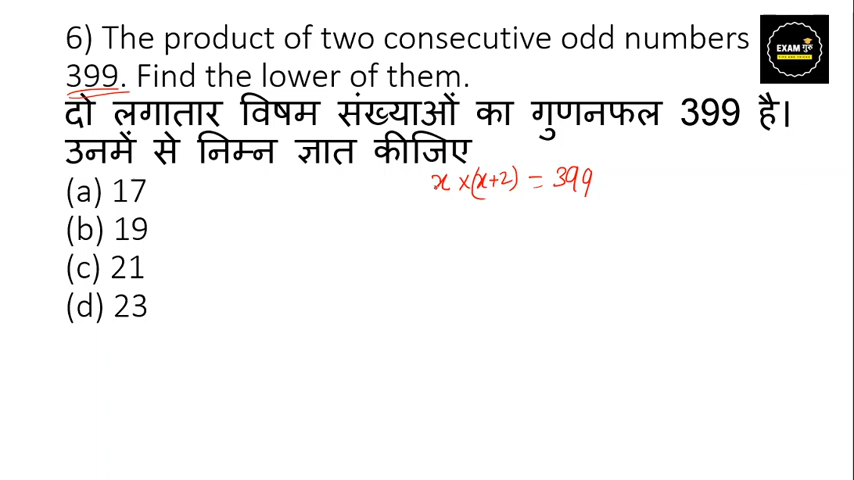 6) The product of two consecutive odd numbers
399. Find the lower of them.
दो लगातार विषम संख्याओं का गुणनफल 399 है।
उनमें से निम्न ज्ञात कीजिए
(a) 17
x × (x+2) = 399
(b) 19
(c) 21
(d) 23
EXAM गुरु